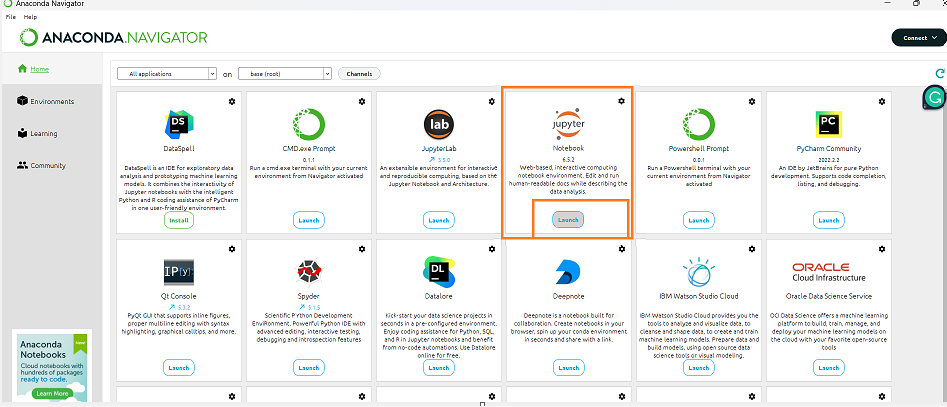 Anaconda Navigator
File Help
ANACONDA.NAVIGATOR
Connect
Home
Environments
Learning
Community
All applications
on
base (root)
Channels
DS
DataSpell
DataSpell is an IDE for exploratory data
analysis and prototyping machine learning
models. It combines the interactivity of
Jupyter notebooks with the intelligent
Python and R coding assistance of PyCharm
in one user-friendly environment.
Install
CMD.exe Prompt
0.1.1
Run a cmd.exe terminal with your current
environment from Navigator activated
Launch
lab
JupyterLab
3.5.0
An extensible environment for interactive
and reproducible computing, based on the
Jupyter Notebook and Architecture.
Launch
jupyter
Notebook
6.5.2
Web-based, interactive computing
notebook environment. Edit and run
human-readable docs while describing the
data analysis.
Launch
Powershell Prompt
0.0.1
Run a Powershell terminal with your
current environment from Navigator
activated
Launch
PC
PyCharm Community
2022.2.2
An IDE by JetBrains for pure Python
development. Supports code completion,
listing, and debugging.
Launch
IP[y]:
Qt Console
5.3.2
PyQt GUI that supports inline figures,
proper multiline editing with syntax
highlighting, graphical calltips, and more.
Launch
Spyder
5.1.5
Scientific PYthon Development
EnviRonment. Powerful Python IDE with
advanced editing, interactive testing,
debugging and introspection features
Launch
DL
Datalore
Kick-start your data science projects in
seconds in a pre-configured environment.
Enjoy coding assistance for Python, SQL,
and R in Jupyter notebooks and benefit
from no-code automations. Use Datalore
online for free.
Launch
Deepnote
Deepnote is a notebook built for
collaboration. Create notebooks in your
browser, spin up your conda environment
in seconds and share with a link.
Launch
IBM Watson Studio Cloud
IBM Watson Studio Cloud provides you the
tools to analyze and visualize data, to
cleanse and shape data, to create and train
machine learning models. Prepare data
and build models, using open source data
science tools or visual modeling.
Launch
ORACLE
Cloud Infrastructure
Oracle Data Science Service
OCI Data Science offers a machine learning
platform to build, train, manage, and
deploy your machine learning models on
the cloud with your favorite open-source
tools
Launch
Anaconda
Notebooks
Cloud notebooks with
hundreds of packages
ready to code.
Learn More